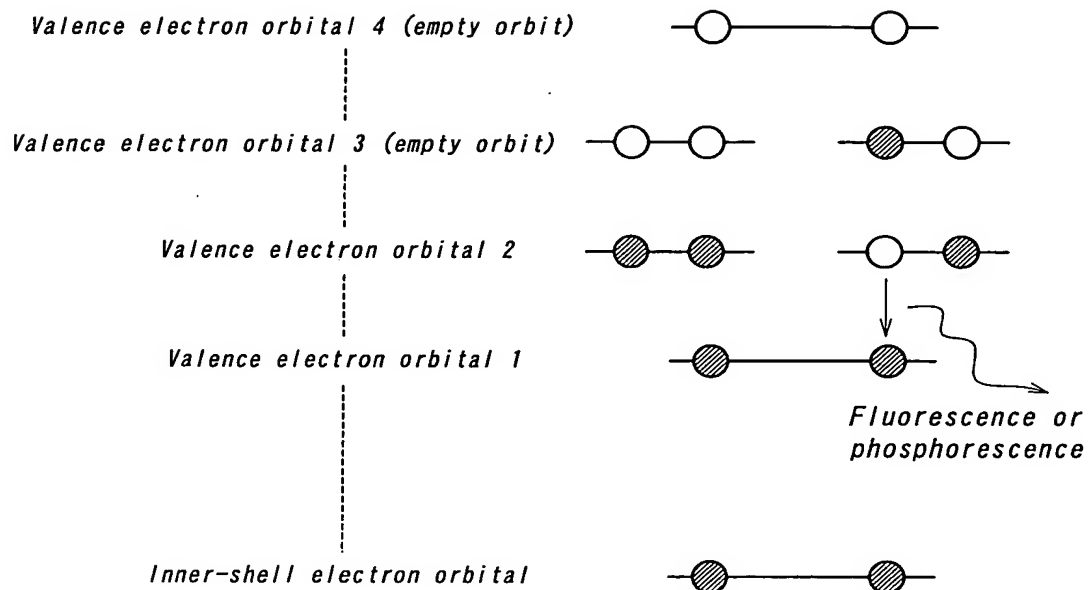 Valence electron orbital 4 (empty orbit)
Valence electron orbital 3 (empty orbit)
Valence electron orbital 2
Valence electron orbital 1
Fluorescence or
phosphorescence
Inner-shell electron orbital